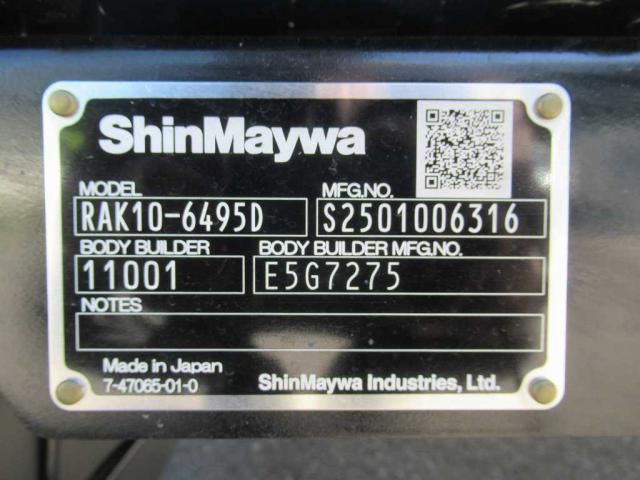 ShinMaywa
MODEL MFG.NO.
RAK10-6495D S2501006316
BODY BUILDER BODY BUILDER MFG.NO.
11001 E5G7275
NOTES
Made in Japan
7-47065-01-0 ShinMaywa Industries, Ltd.